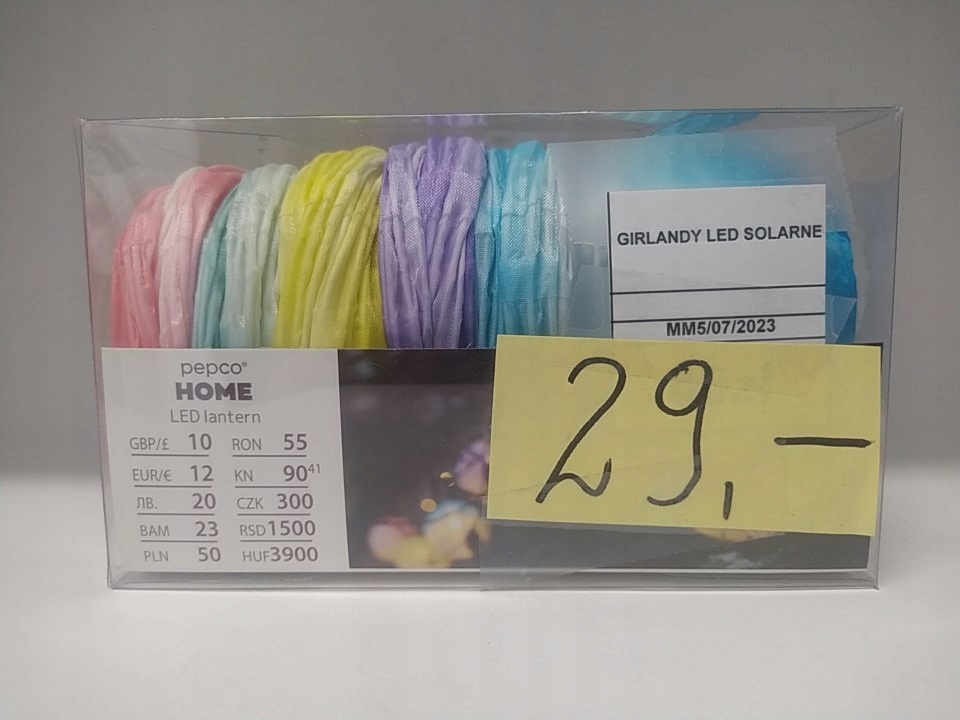 GIRLANDY LED SOLARNE
MM5/07/2023
pepco®
HOME
LED lantern
GBP/£ 10 RON 55
EUR/€ 12 KN 90⁴¹
ЛВ. 20 CZK 300
BAM 23 RSD 1500
PLN 50 HUF 3900
29,—